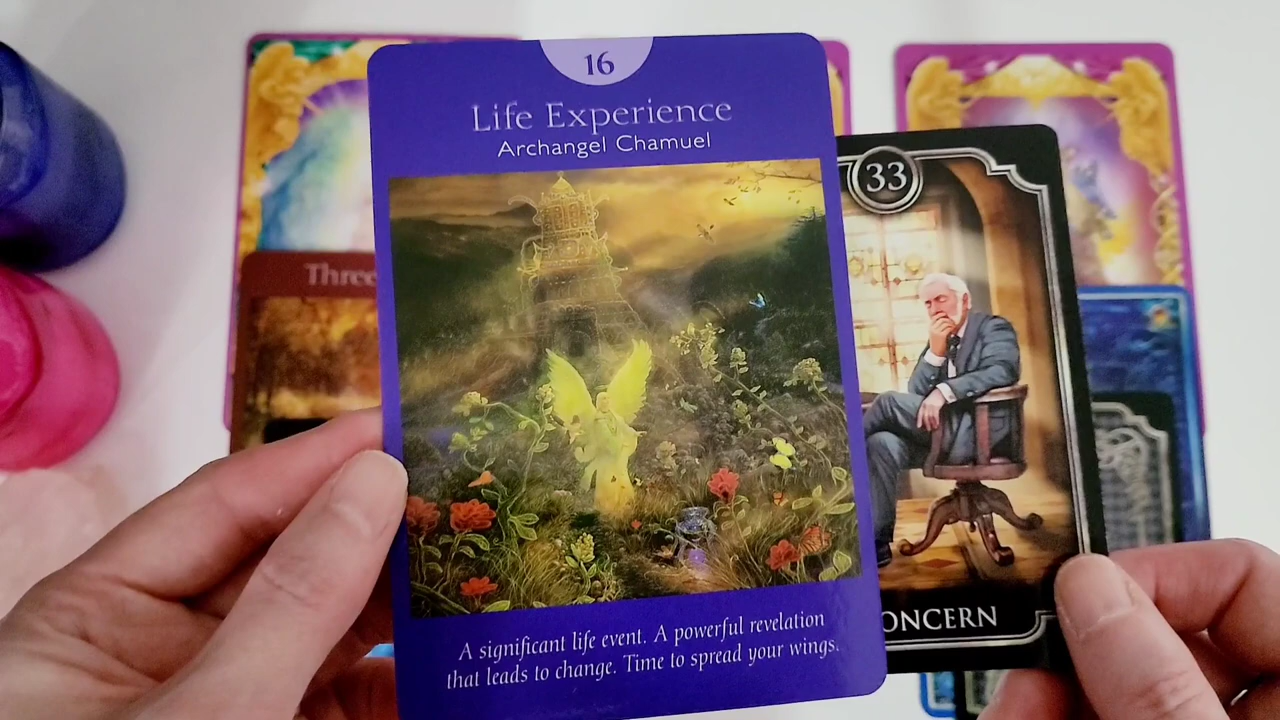 16
Life Experience
Archangel Chamuel
A significant life event. A powerful revelation
that leads to change. Time to spread your wings.
33
ONCERN
Three